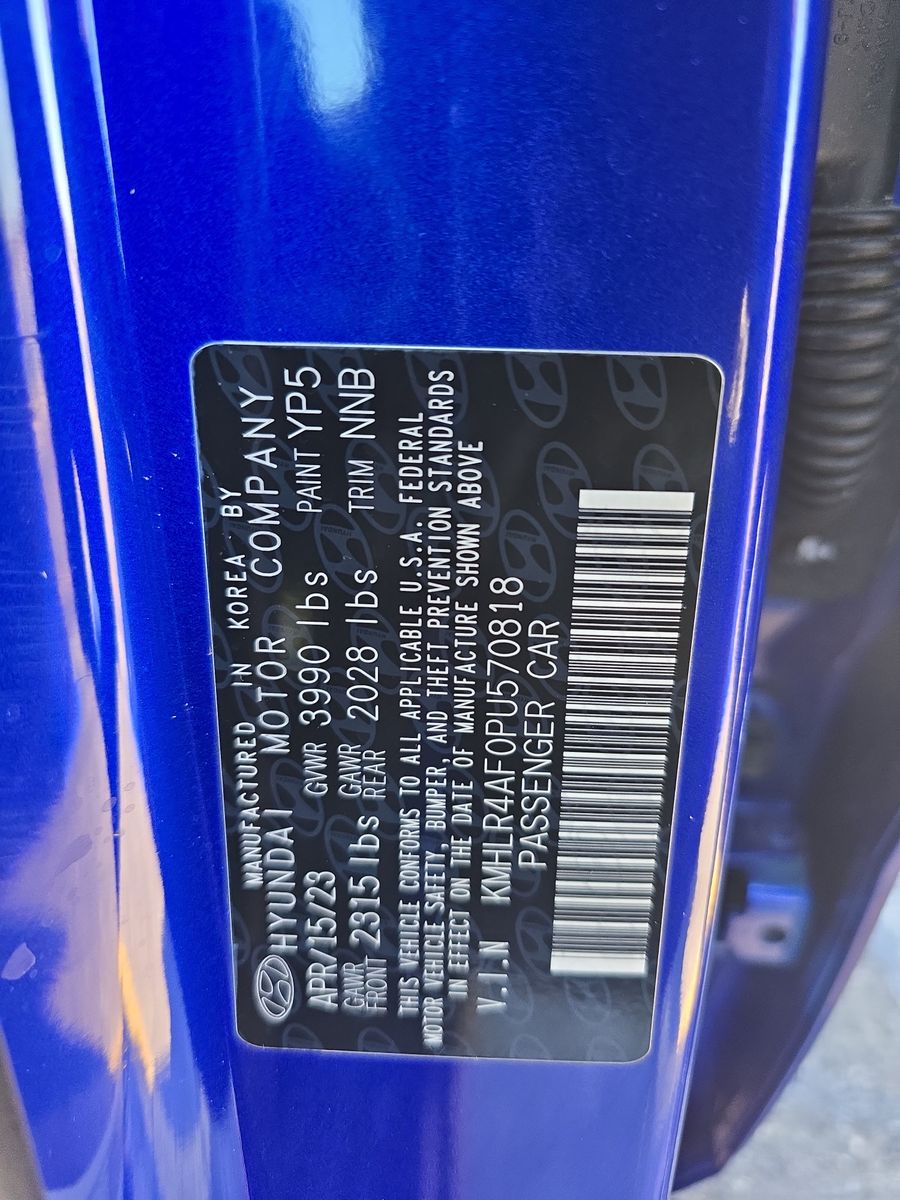 MANUFACTURED IN KOREA BY
HYUNDAI MOTOR COMPANY
APR/15/23 GVWR 3990 lbs PAINT YP5
GAWR FRONT 2315 lbs GAWR REAR 2028 lbs TRIM NNB
THIS VEHICLE CONFORMS TO ALL APPLICABLE U.S.A. FEDERAL
MOTOR VEHICLE SAFETY, BUMPER, AND THEFT PREVENTION STANDARDS
IN EFFECT ON THE DATE OF MANUFACTURE SHOWN ABOVE
V.I.N KMHLR4AF0PU570818
PASSENGER CAR